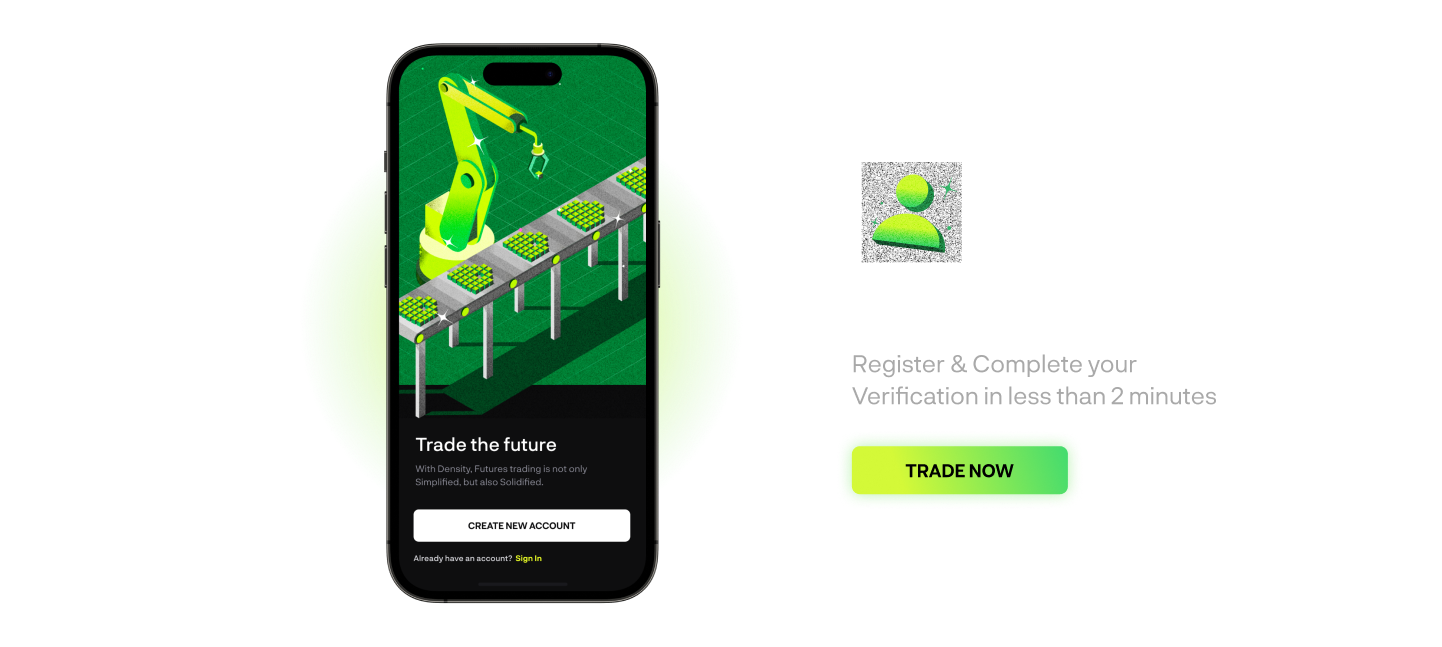 Trade the future
With Density, Futures trading is not only
Simplified, but also Solidified.
CREATE NEW ACCOUNT
Already have an account? Sign In
Register & Complete your
Verification in less than 2 minutes
TRADE NOW